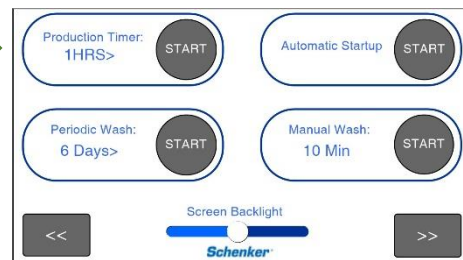 Production Timer:
1HRS>
START
Automatic Startup
START
Periodic Wash:
6 Days>
START
Manual Wash:
10 Min
START
<<
Screen Backlight
Schenker
>>